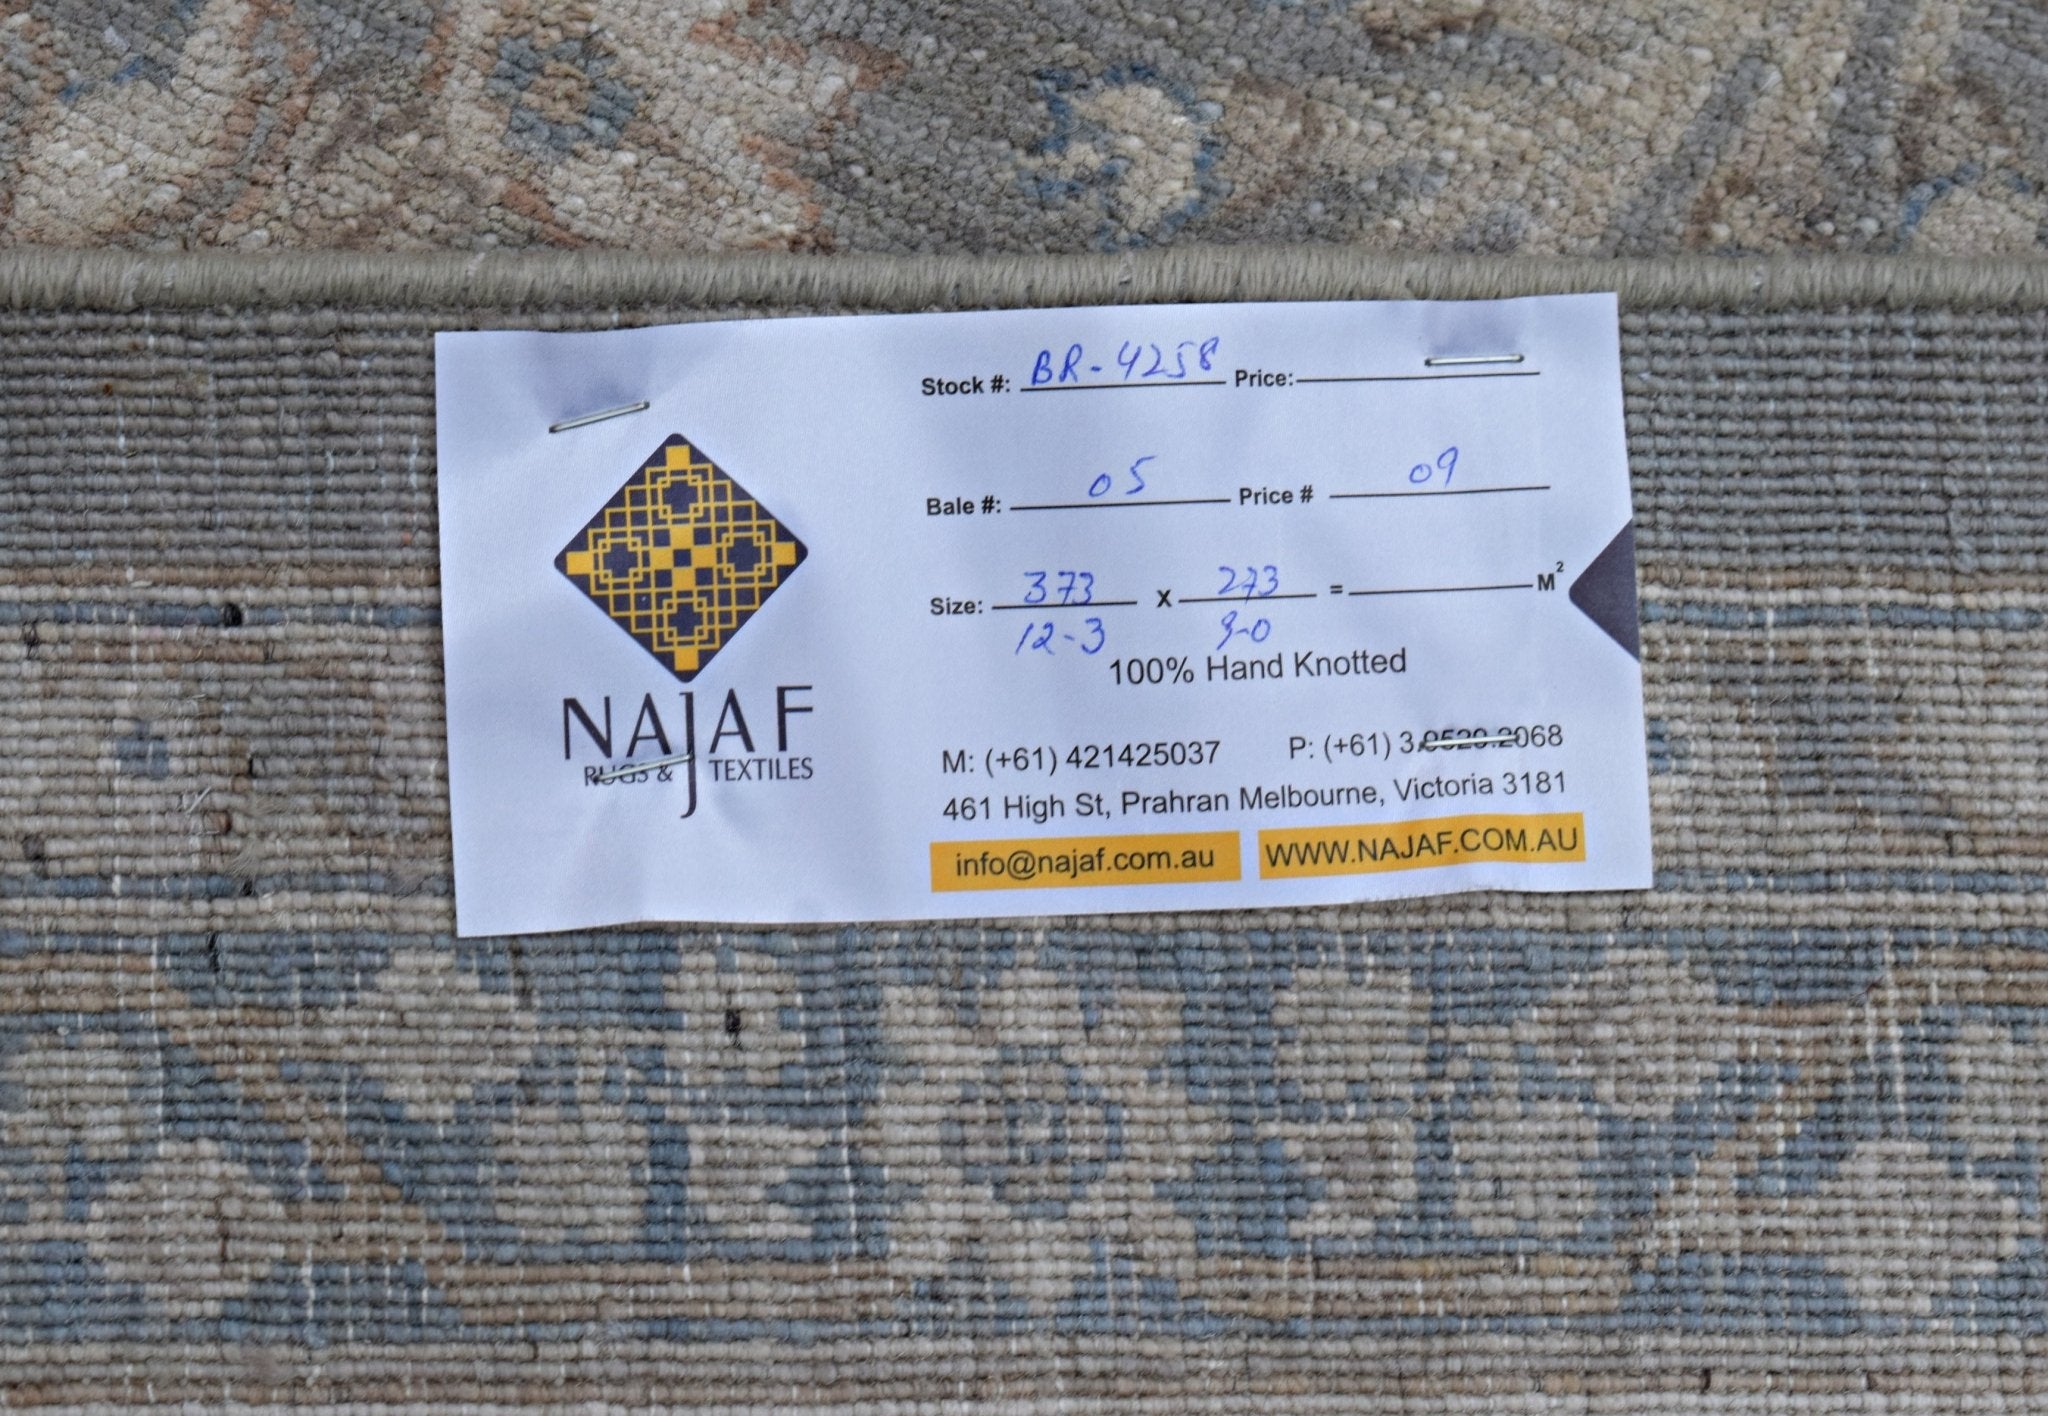 NAJAF
RUGS & TEXTILES
Stock #: BR-4258 Price:
Bale #: 05 Price # 09
Size: 373 x 273 = M²
12-3 9-0
100% Hand Knotted
M: (+61) 421425037 P: (+61) 3.9529.2068
461 High St, Prahran Melbourne, Victoria 3181
info@najaf.com.au WWW.NAJAF.COM.AU